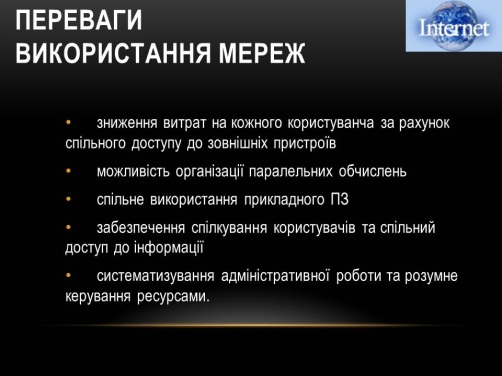 ПЕРЕВАГИ
ВИКОРИСТАННЯ МЕРЕЖ
Internet
• зниження витрат на кожного користувача за рахунок
спільного доступу до зовнішніх пристроїв
• можливість організації паралельних обчислень
• спільне використання прикладного ПЗ
• забезпечення спілкування користувачів та спільний
доступ до інформації
• систематизування адміністративної роботи та розумне
керування ресурсами.